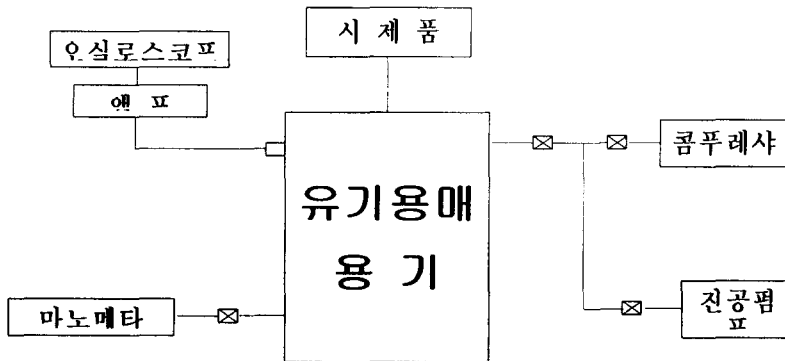 오실로스코프
앰프
시 제 품
콤푸레샤
유기용매
용 기
마노메타
진공펌
프